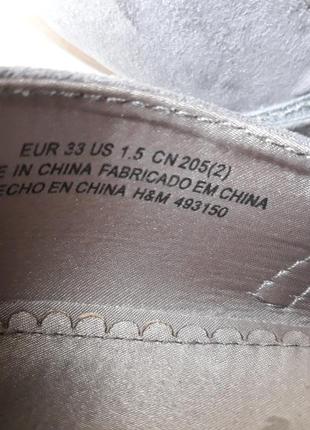 EUR 33 US 1.5 CN 205(2)
E IN CHINA FABRICADO EM CHINA
ECHO EN CHINA H&M 493150